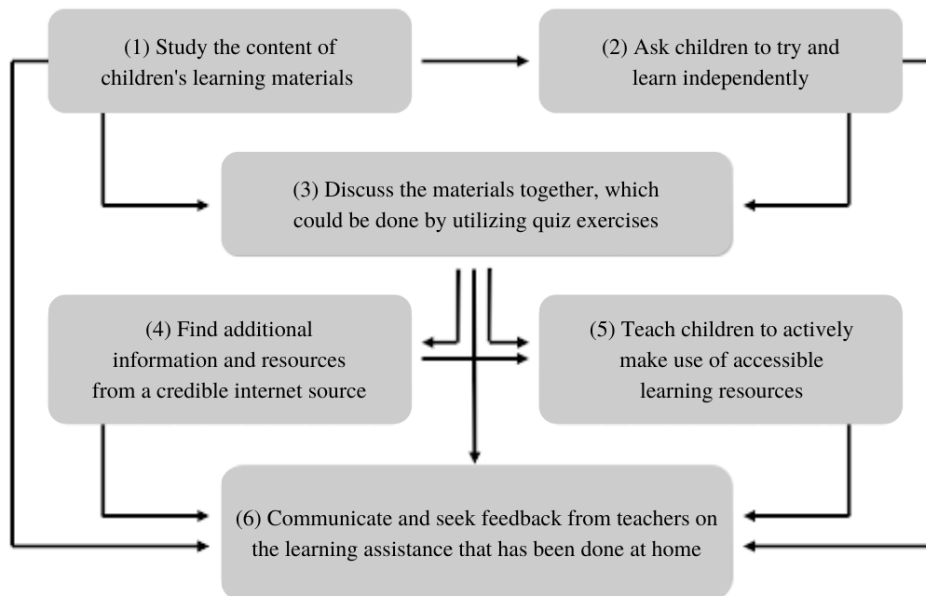 (1) Study the content of
children's learning materials
(2) Ask children to try and
learn independently
(3) Discuss the materials together, which
could be done by utilizing quiz exercises
(4) Find additional
information and resources
from a credible internet source
(5) Teach children to actively
make use of accessible
learning resources
(6) Communicate and seek feedback from teachers on
the learning assistance that has been done at home